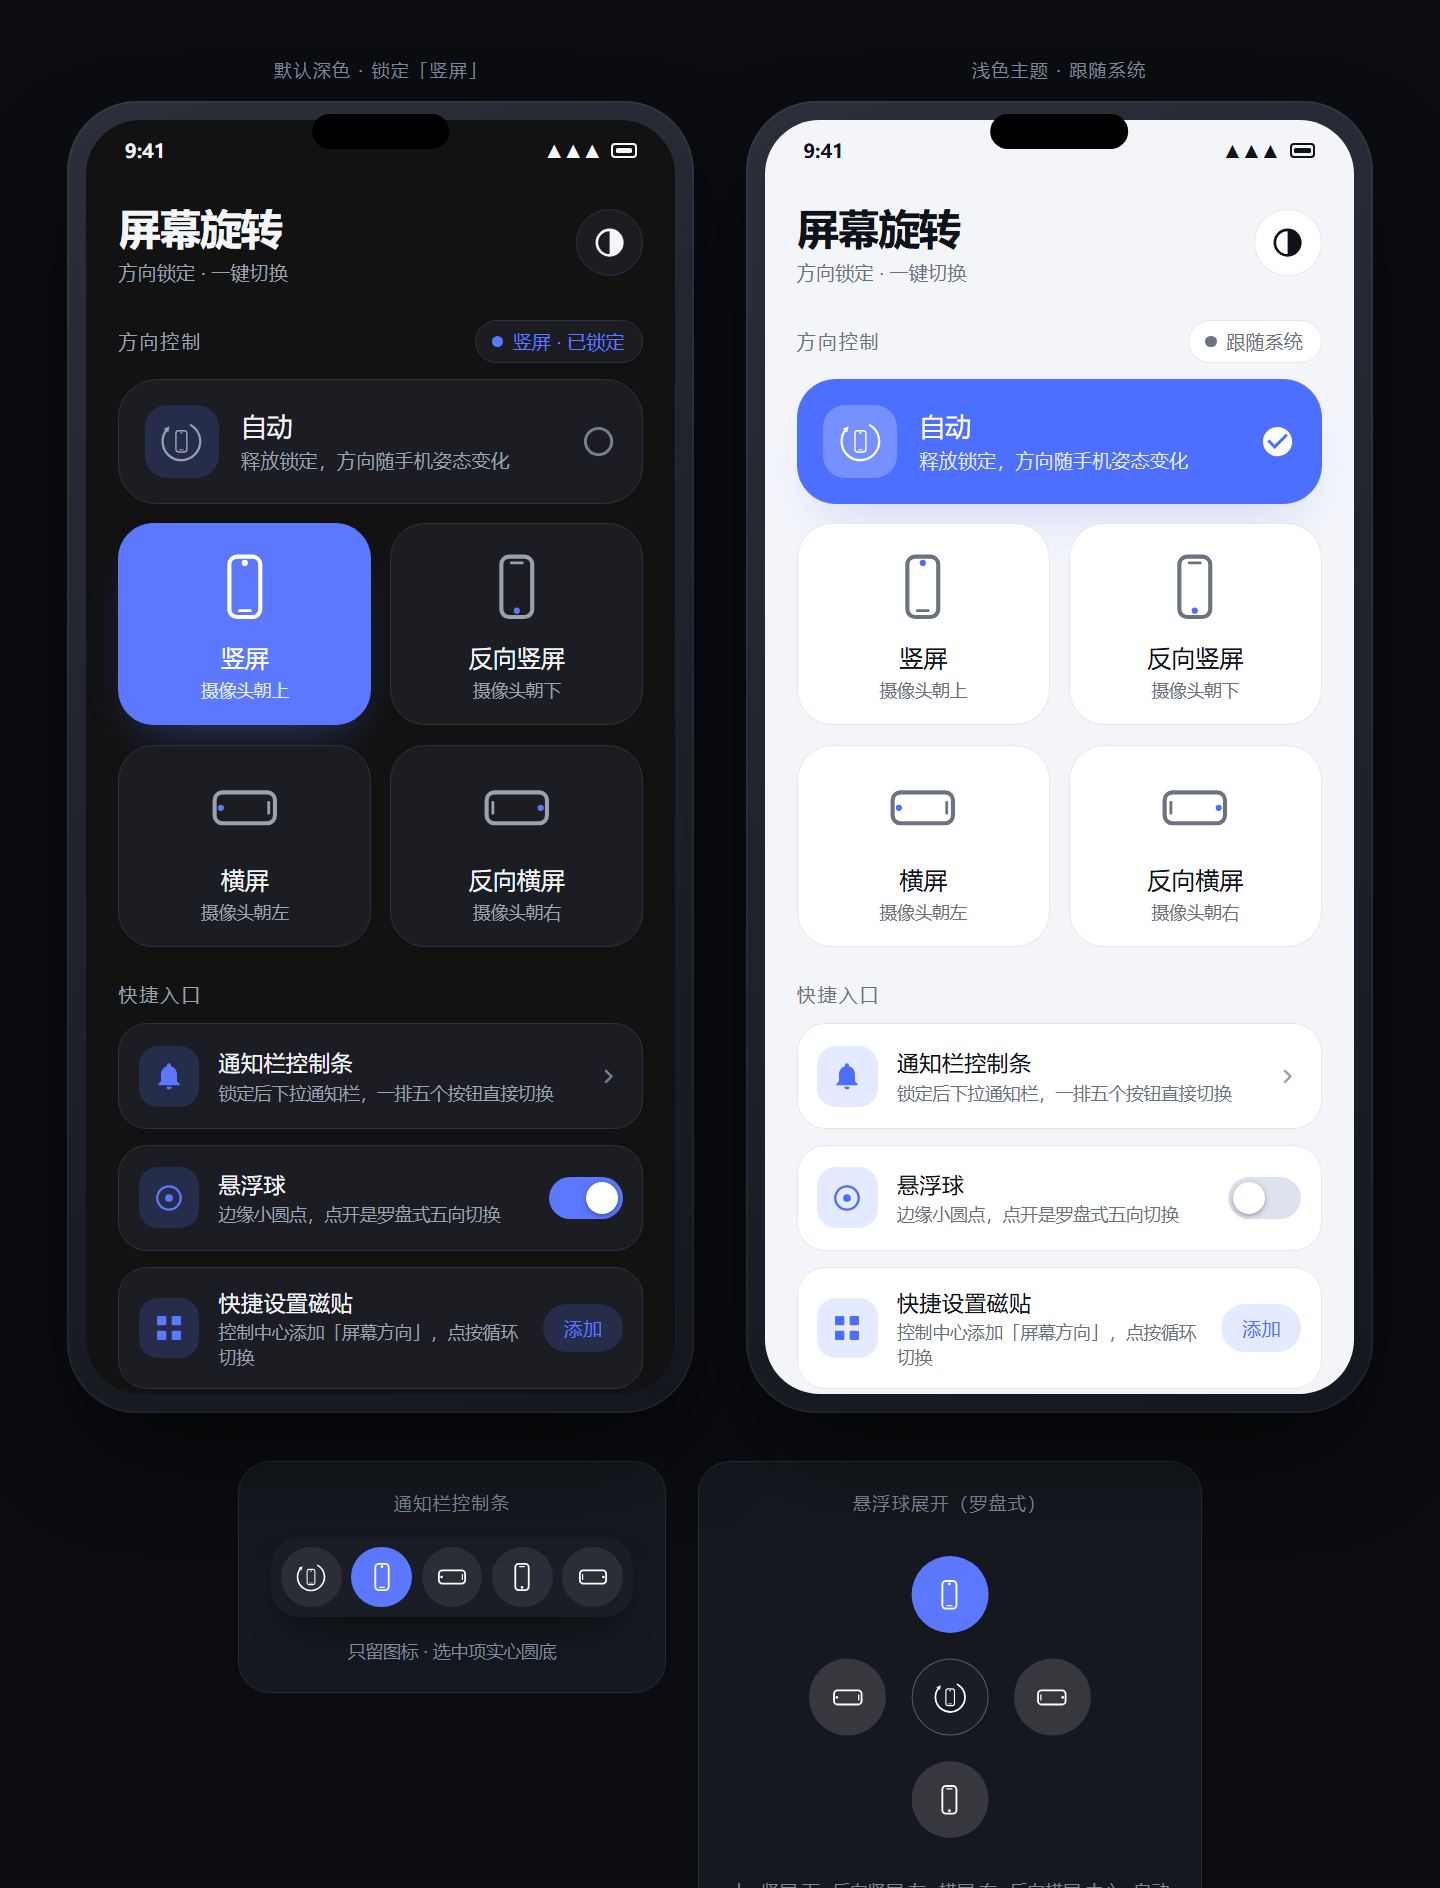 默认深色 · 锁定「竖屏」
浅色主题 · 跟随系统
9:41
屏幕旋转
方向锁定 · 一键切换
方向控制
竖屏 · 已锁定
自动
释放锁定，方向随手机姿态变化
竖屏
摄像头朝上
反向竖屏
摄像头朝下
横屏
摄像头朝左
反向横屏
摄像头朝右
快捷入口
通知栏控制条
锁定后下拉通知栏，一排五个按钮直接切换
悬浮球
边缘小圆点，点开是罗盘式五向切换
快捷设置磁贴
控制中心添加「屏幕方向」，点按循环
切换
添加
9:41
屏幕旋转
方向锁定 · 一键切换
方向控制
跟随系统
自动
释放锁定，方向随手机姿态变化
竖屏
摄像头朝上
反向竖屏
摄像头朝下
横屏
摄像头朝左
反向横屏
摄像头朝右
快捷入口
通知栏控制条
锁定后下拉通知栏，一排五个按钮直接切换
悬浮球
边缘小圆点，点开是罗盘式五向切换
快捷设置磁贴
控制中心添加「屏幕方向」，点按循环
切换
添加
通知栏控制条
只留图标 · 选中项实心圆底
悬浮球展开（罗盘式）